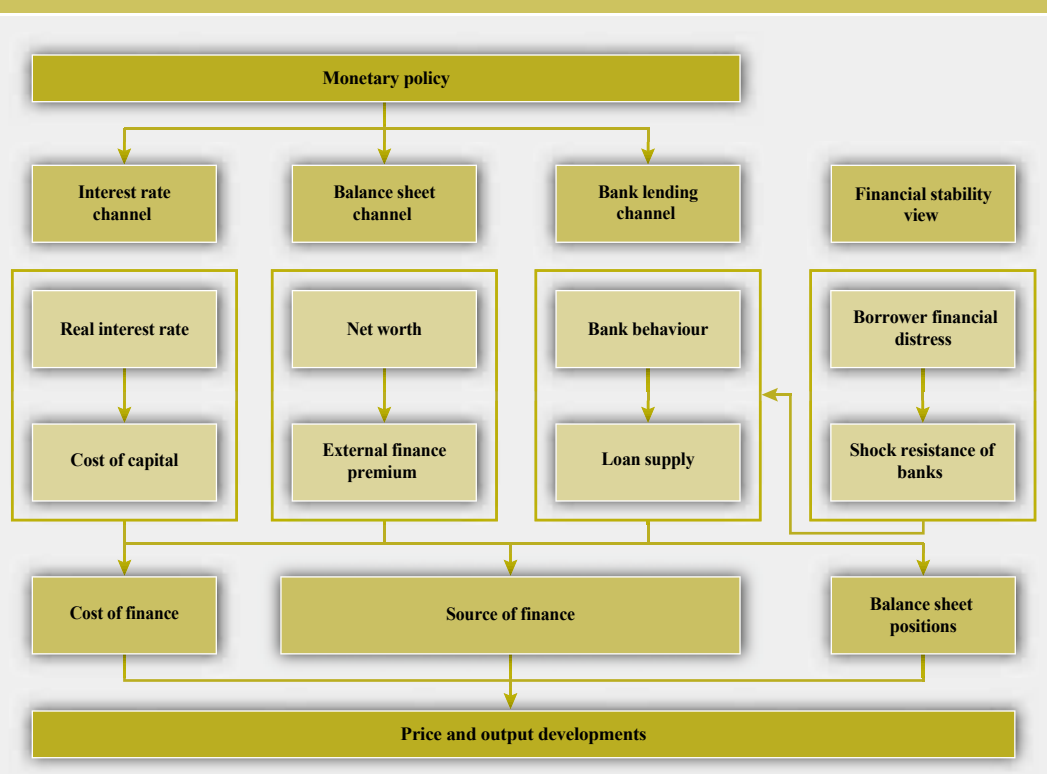 Monetary policy
Interest rate
channel
Balance sheet
channel
Bank lending
channel
Financial stability
view
Real interest rate
Net worth
Bank behaviour
Borrower financial
distress
Cost of capital
External finance
premium
Loan supply
Shock resistance of
banks
Cost of finance
Source of finance
Balance sheet
positions
Price and output developments